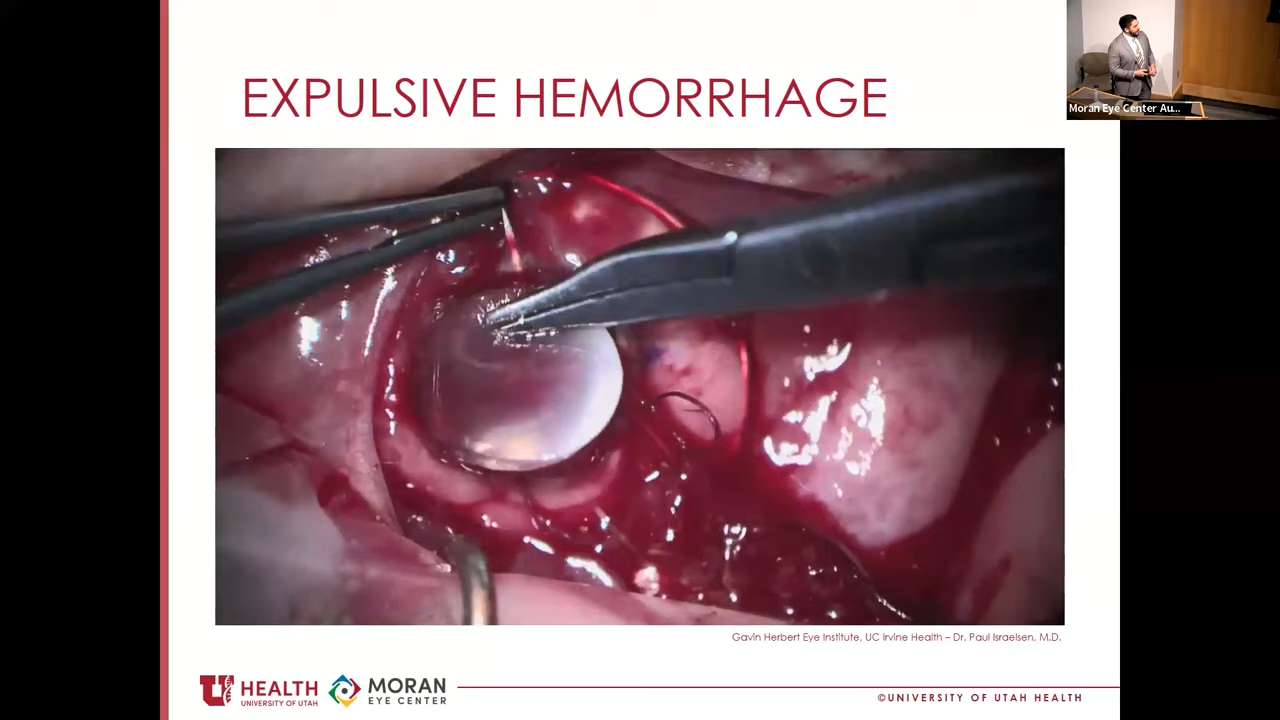 EXPULSIVE HEMORRHAGE
Moran Eye Center Au...
Gavin Herbert Eye Institute, UC Irvine Health – Dr. Paul Israelsen, M.D.
HEALTH
UNIVERSITY OF UTAH
MORAN
EYE CENTER
©UNIVERSITY OF UTAH HEALTH